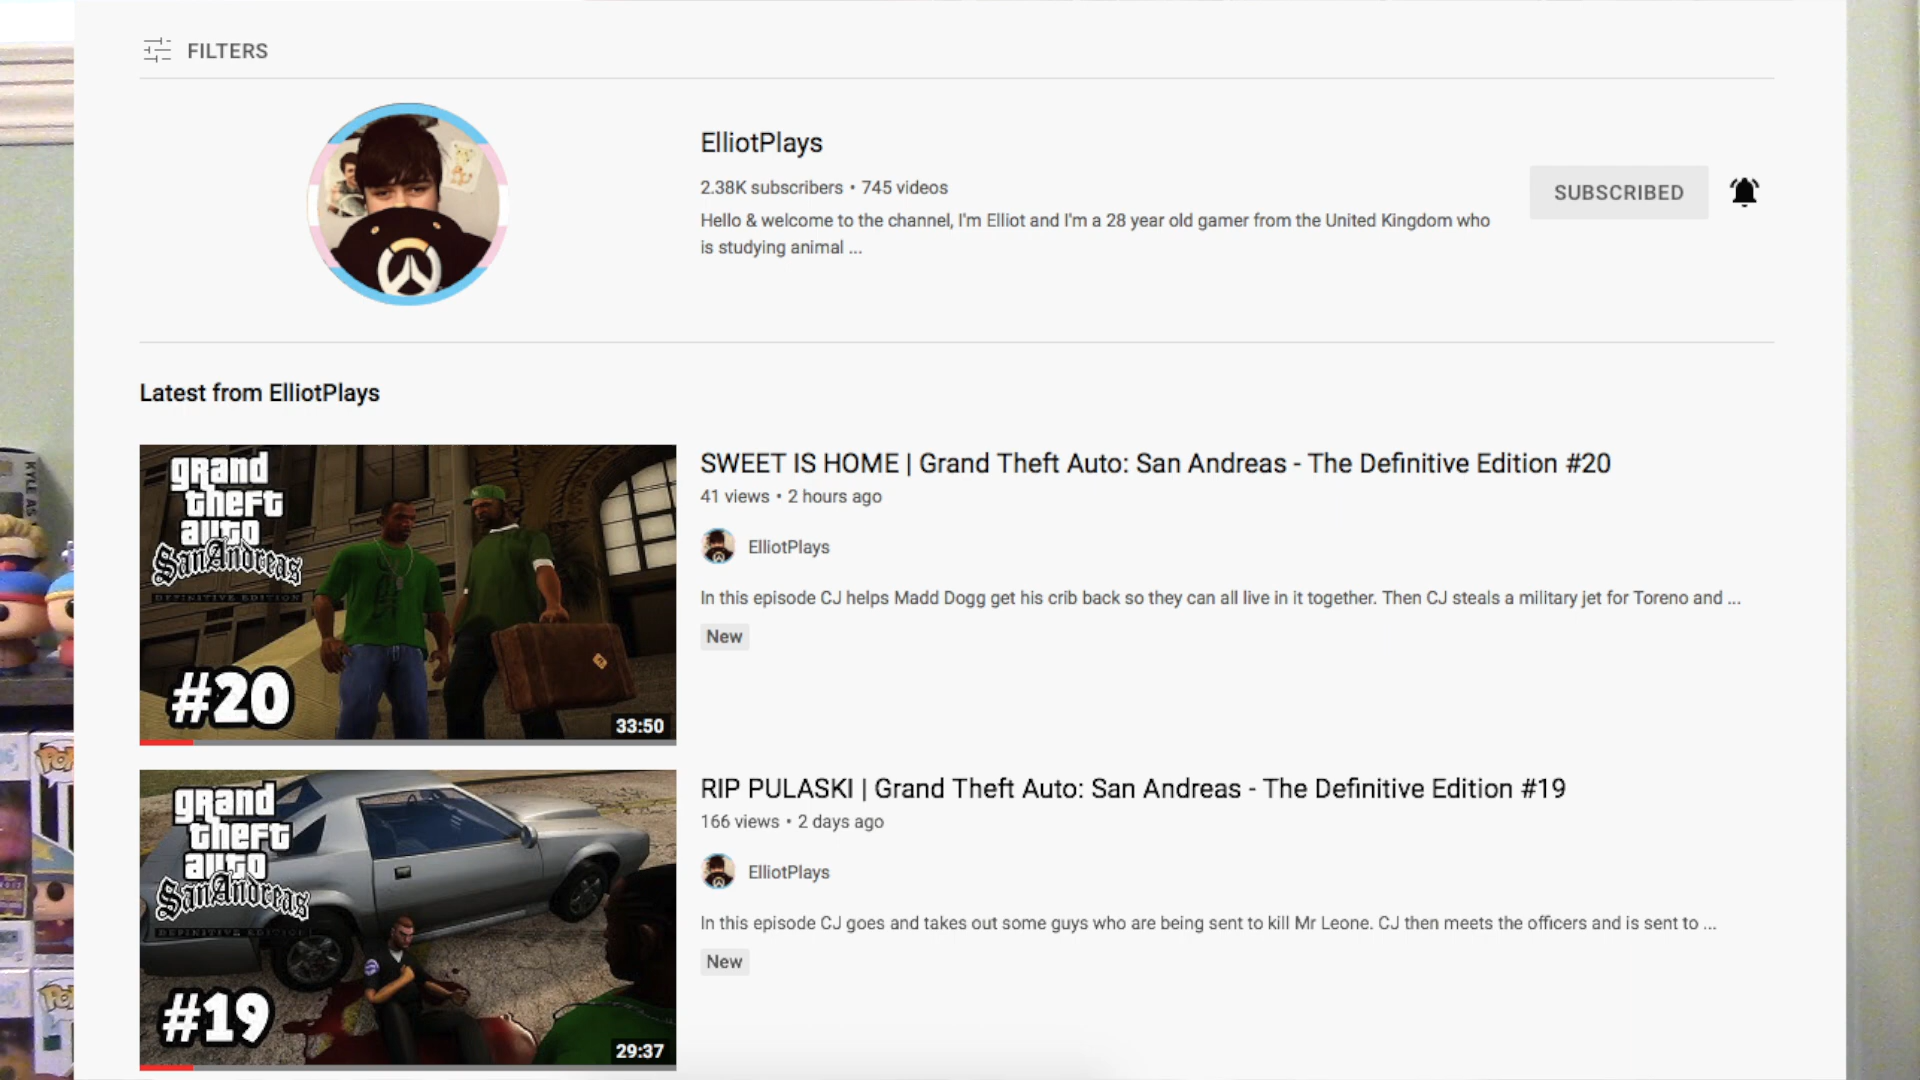 FILTERS
ElliotPlays
2.38K subscribers • 745 videos
Hello & welcome to the channel, I'm Elliot and I'm a 28 year old gamer from the United Kingdom who
is studying animal ...
SUBSCRIBED
Latest from ElliotPlays
grand
theft
auto
San Andreas
DEFINITIVE EDITION
#20
33:50
SWEET IS HOME | Grand Theft Auto: San Andreas - The Definitive Edition #20
41 views • 2 hours ago
ElliotPlays
In this episode CJ helps Madd Dogg get his crib back so they can all live in it together. Then CJ steals a military jet for Toreno and ...
New
grand
theft
auto
San Andreas
DEFINITIVE EDITION
#19
29:37
RIP PULASKI | Grand Theft Auto: San Andreas - The Definitive Edition #19
166 views • 2 days ago
ElliotPlays
In this episode CJ goes and takes out some guys who are being sent to kill Mr Leone. CJ then meets the officers and is sent to ...
New
KYLE AS